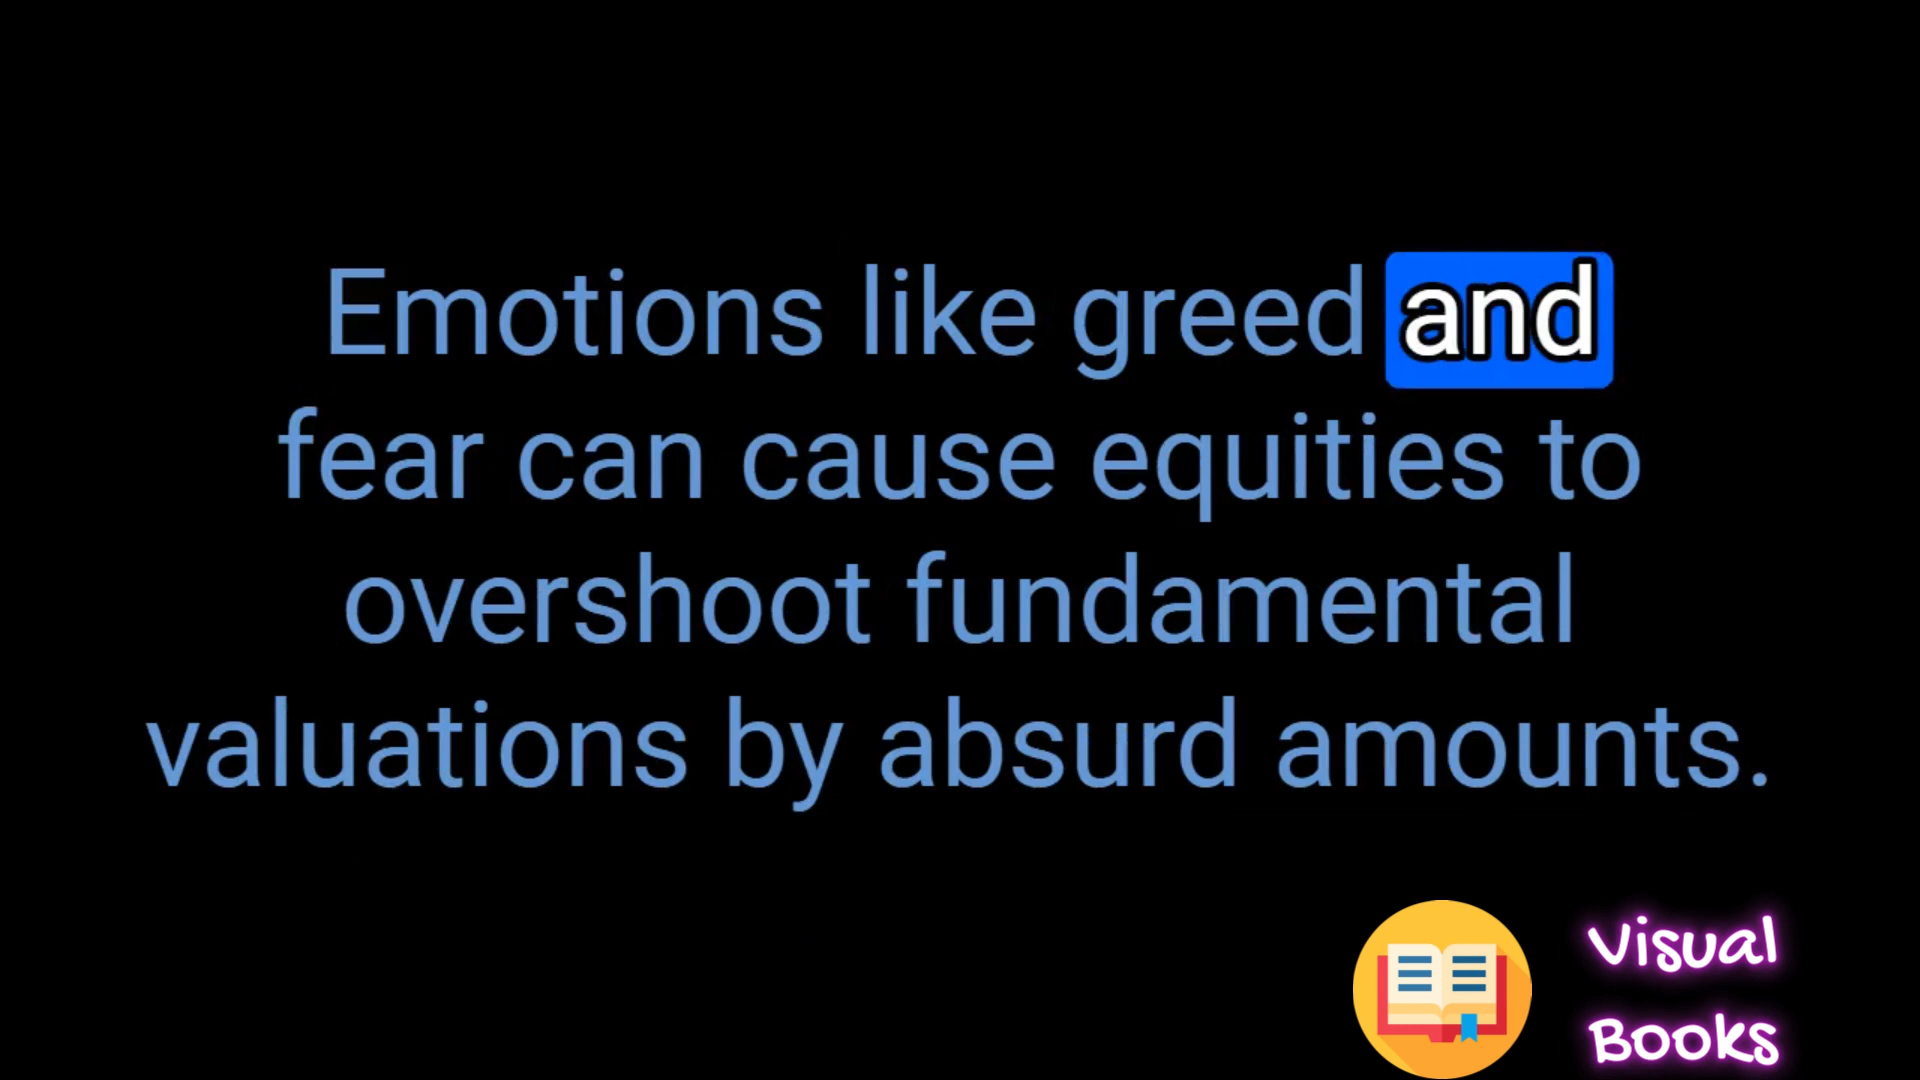 Emotions like greed and
fear can cause equities to
overshoot fundamental
valuations by absurd amounts.
Visual
Books